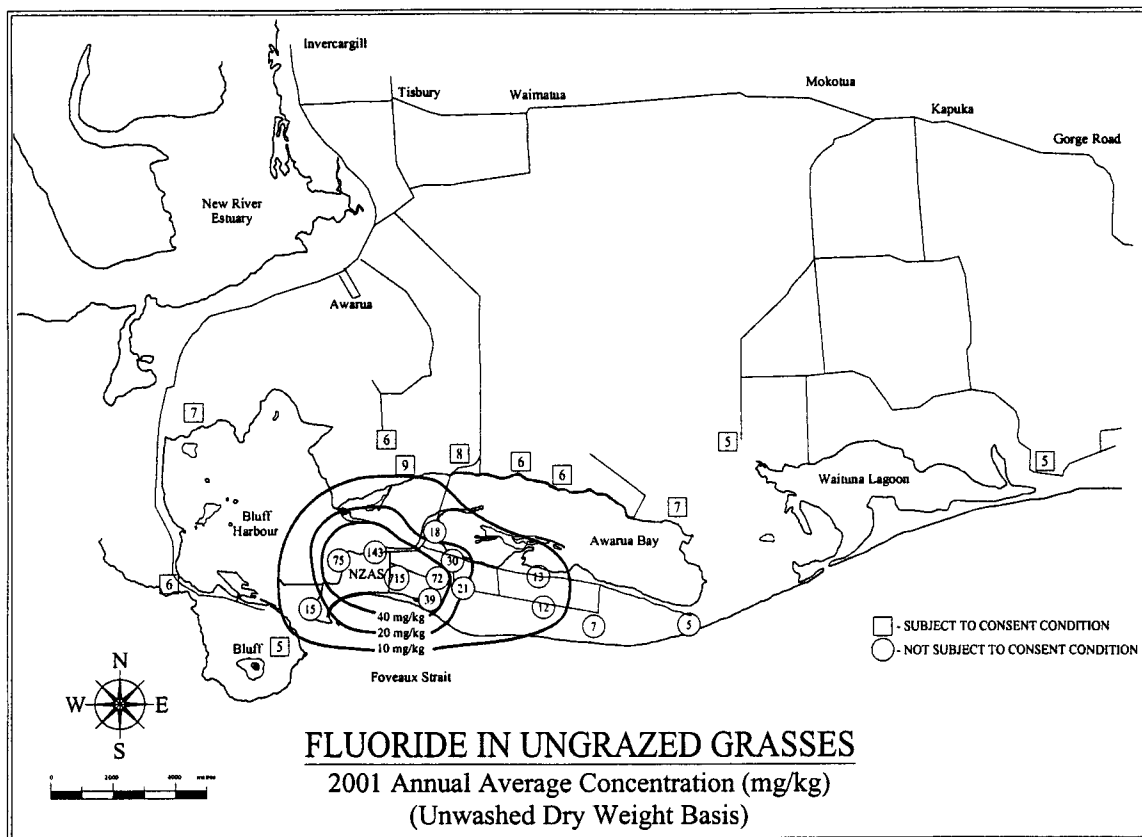 Invercargill
Tisbury
Waimatua
Mokotua
Kapuka
Gorge Road
New River
Estuary
Awarua
7
6
9
8
6
6
5
5
7
Waituna Lagoon
Bluff
Harbour
Awarua Bay
18
143
75
30
NZAS
715
72
13
6
21
39
15
12
40 mg/kg
20 mg/kg
10 mg/kg
7
5
5
Bluff
Foveaux Strait
- SUBJECT TO CONSENT CONDITION
- NOT SUBJECT TO CONSENT CONDITION
N
W
E
S
0
2000
4000
FLUORIDE IN UNGRAZED GRASSES
2001 Annual Average Concentration (mg/kg)
(Unwashed Dry Weight Basis)